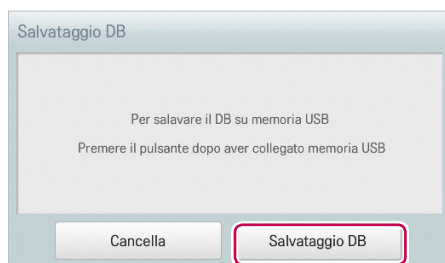 Salvataggio DB
Per salavare il DB su memoria USB
Premere il pulsante dopo aver collegato memoria USB
Cancella
Salvataggio DB